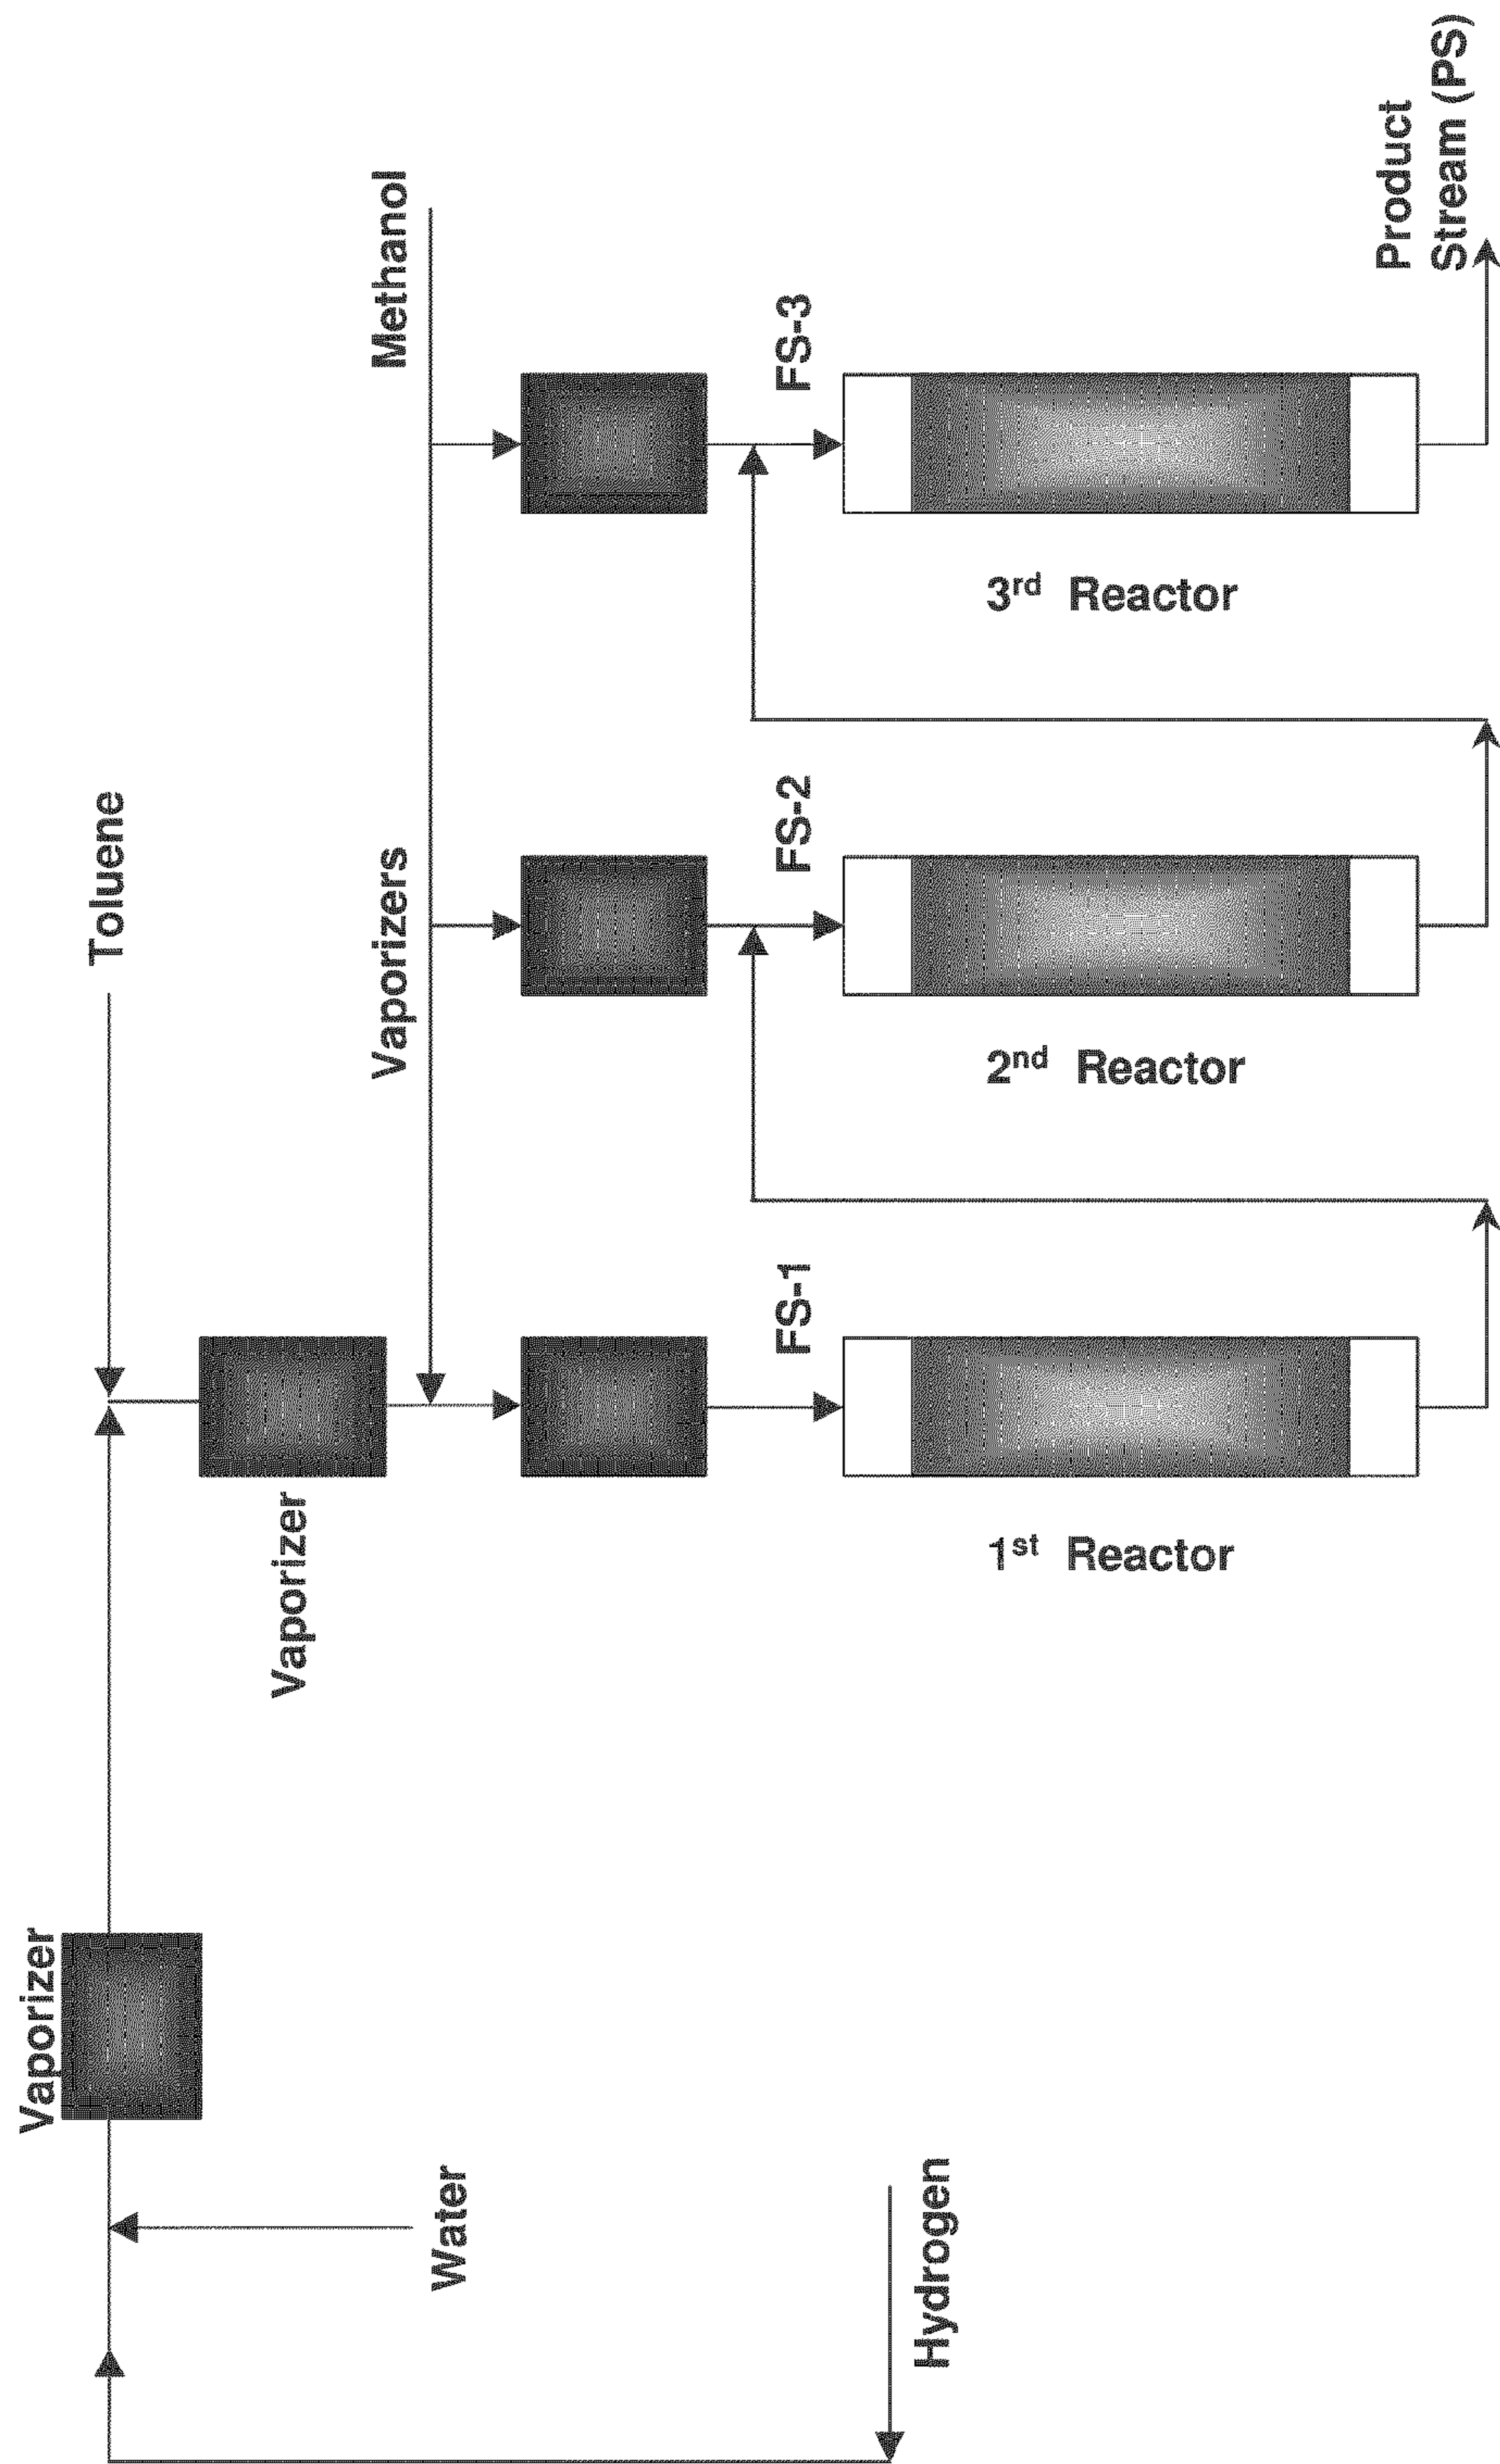 Hydrogen
Water
Vaporizer
Toluene
Vaporizer
Vaporizers
Methanol
FS-1
FS-2
FS-3
1st Reactor
2nd Reactor
3rd Reactor
Product
Stream (PS)